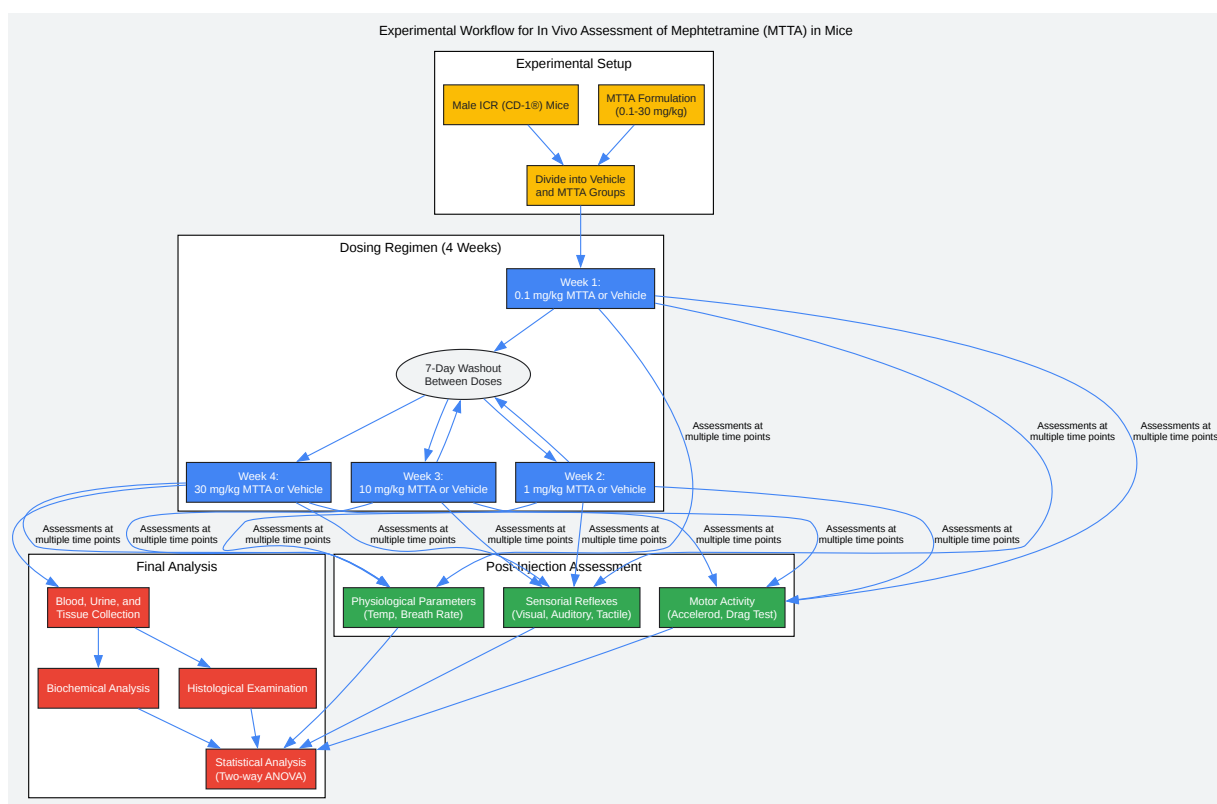 Experimental Workflow for In Vivo Assessment of Mephtetramine (MTTA) in Mice
Experimental Setup
Male ICR (CD-1®) Mice
MTTA Formulation
(0.1-30 mg/kg)
Divide into Vehicle
and MTTA Groups
Dosing Regimen (4 Weeks)
Week 1:
0.1 mg/kg MTTA or Vehicle
7-Day Washout
Between Doses
Assessments at
multiple time points
Assessments at
multiple time points
Assessments at
multiple time points
Week 4:
30 mg/kg MTTA or Vehicle
Week 3:
10 mg/kg MTTA or Vehicle
Week 2:
1 mg/kg MTTA or Vehicle
Assessments at
multiple time points
Assessments at
multiple time points
Assessments at
multiple time points
Assessments at
multiple time points
Assessments at
multiple time points
Assessments at
multiple time points
Assessments at
multiple time points
Assessments at
multiple time points
Assessments at
multiple time points
Final Analysis
Post-Injection Assessment
Blood, Urine, and
Tissue Collection
Physiological Parameters
(Temp, Breath Rate)
Sensorial Reflexes
(Visual, Auditory, Tactile)
Motor Activity
(Accelerod, Drag Test)
Biochemical Analysis
Histological Examination
Statistical Analysis
(Two-way ANOVA)